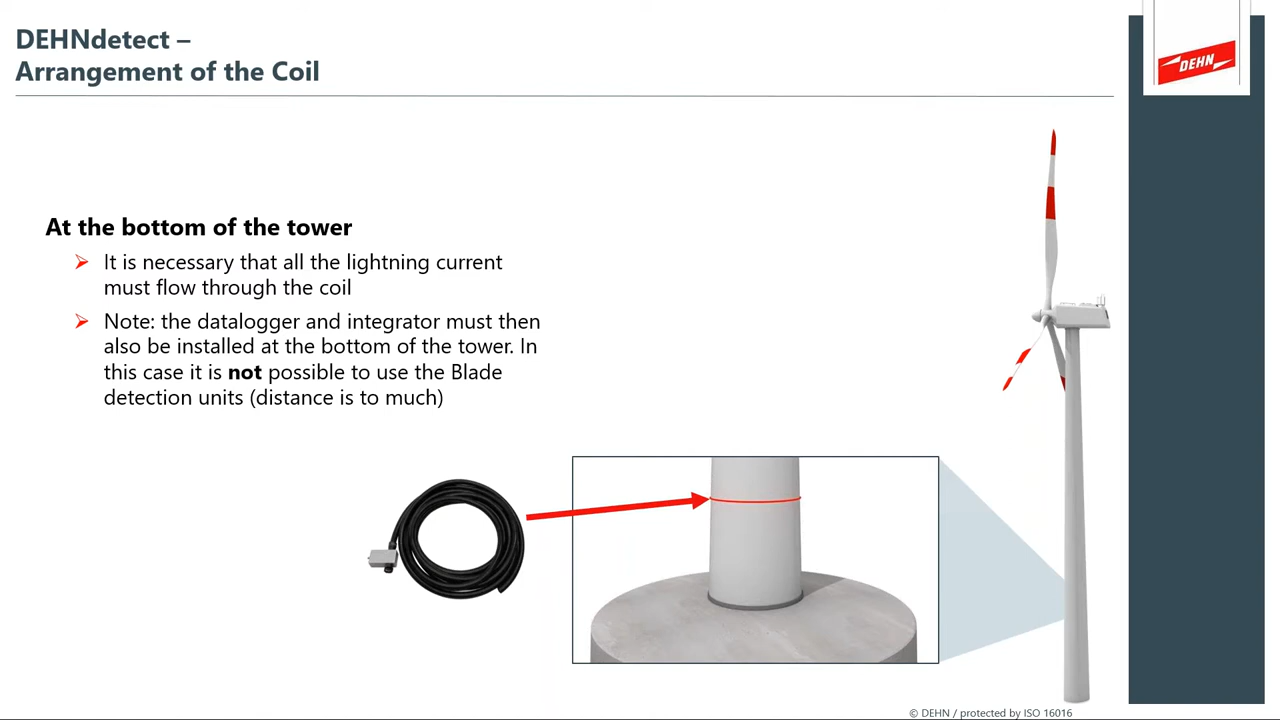 DEHNdetect –
Arrangement of the Coil
DEHN
At the bottom of the tower
It is necessary that all the lightning current
must flow through the coil
Note: the datalogger and integrator must then
also be installed at the bottom of the tower. In
this case it is not possible to use the Blade
detection units (distance is to much)
© DEHN / protected by ISO 16016